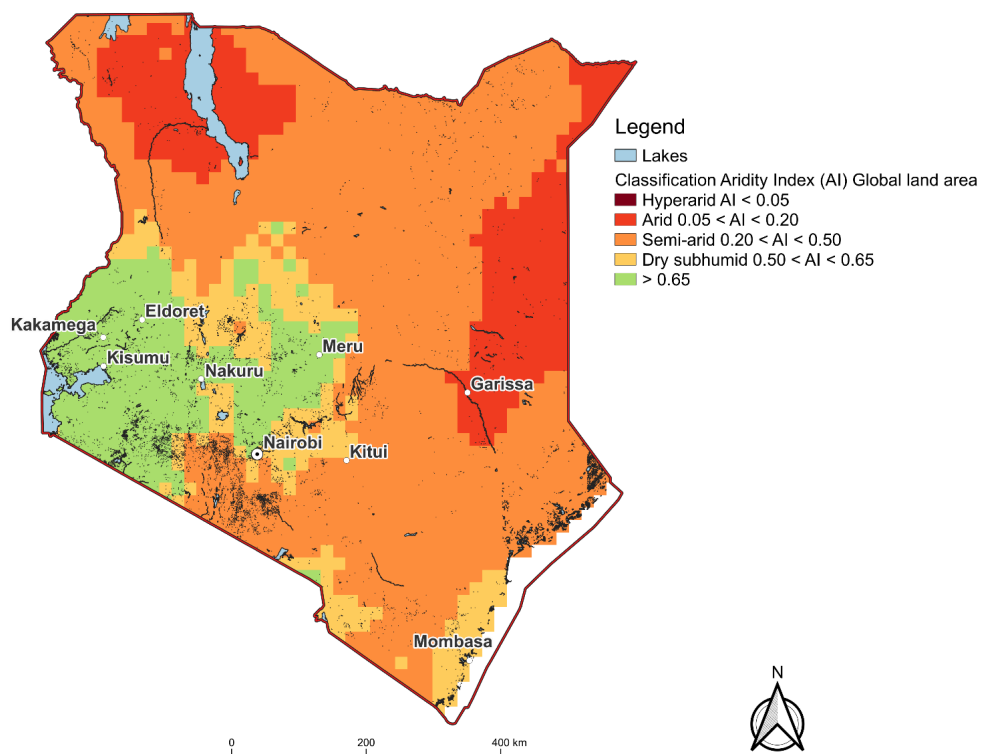 Legend
Lakes
Classification Aridity Index (AI) Global land area
Hyperarid AI < 0.05
Arid 0.05 < AI < 0.20
Semi-arid 0.20 < AI < 0.50
Dry subhumid 0.50 < AI < 0.65
> 0.65
Eldoret
Kakamega
Kisumu
Meru
Nakuru
Garissa
Nairobi
Kitui
Mombasa
N
0 200 400 km